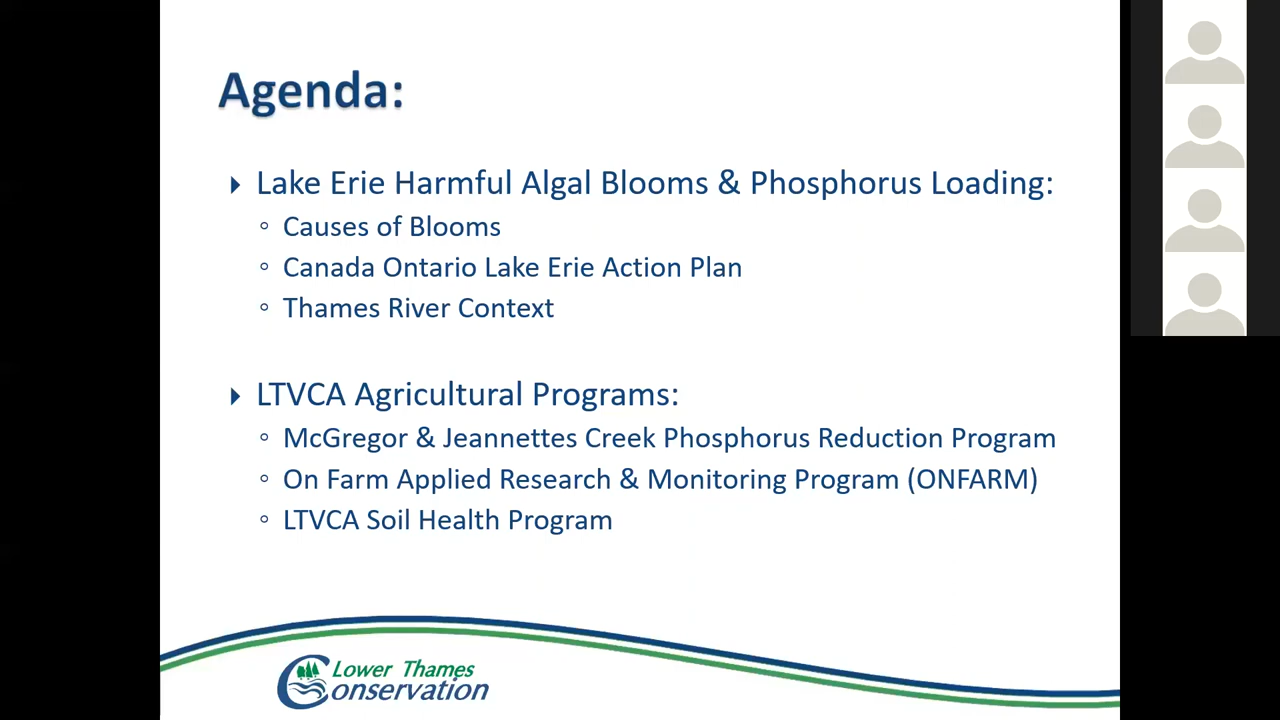 Agenda:
Lake Erie Harmful Algal Blooms & Phosphorus Loading:
Causes of Blooms
Canada Ontario Lake Erie Action Plan
Thames River Context
LTVCA Agricultural Programs:
McGregor & Jeannettes Creek Phosphorus Reduction Program
On Farm Applied Research & Monitoring Program (ONFARM)
LTVCA Soil Health Program
Lower Thames
Conservation